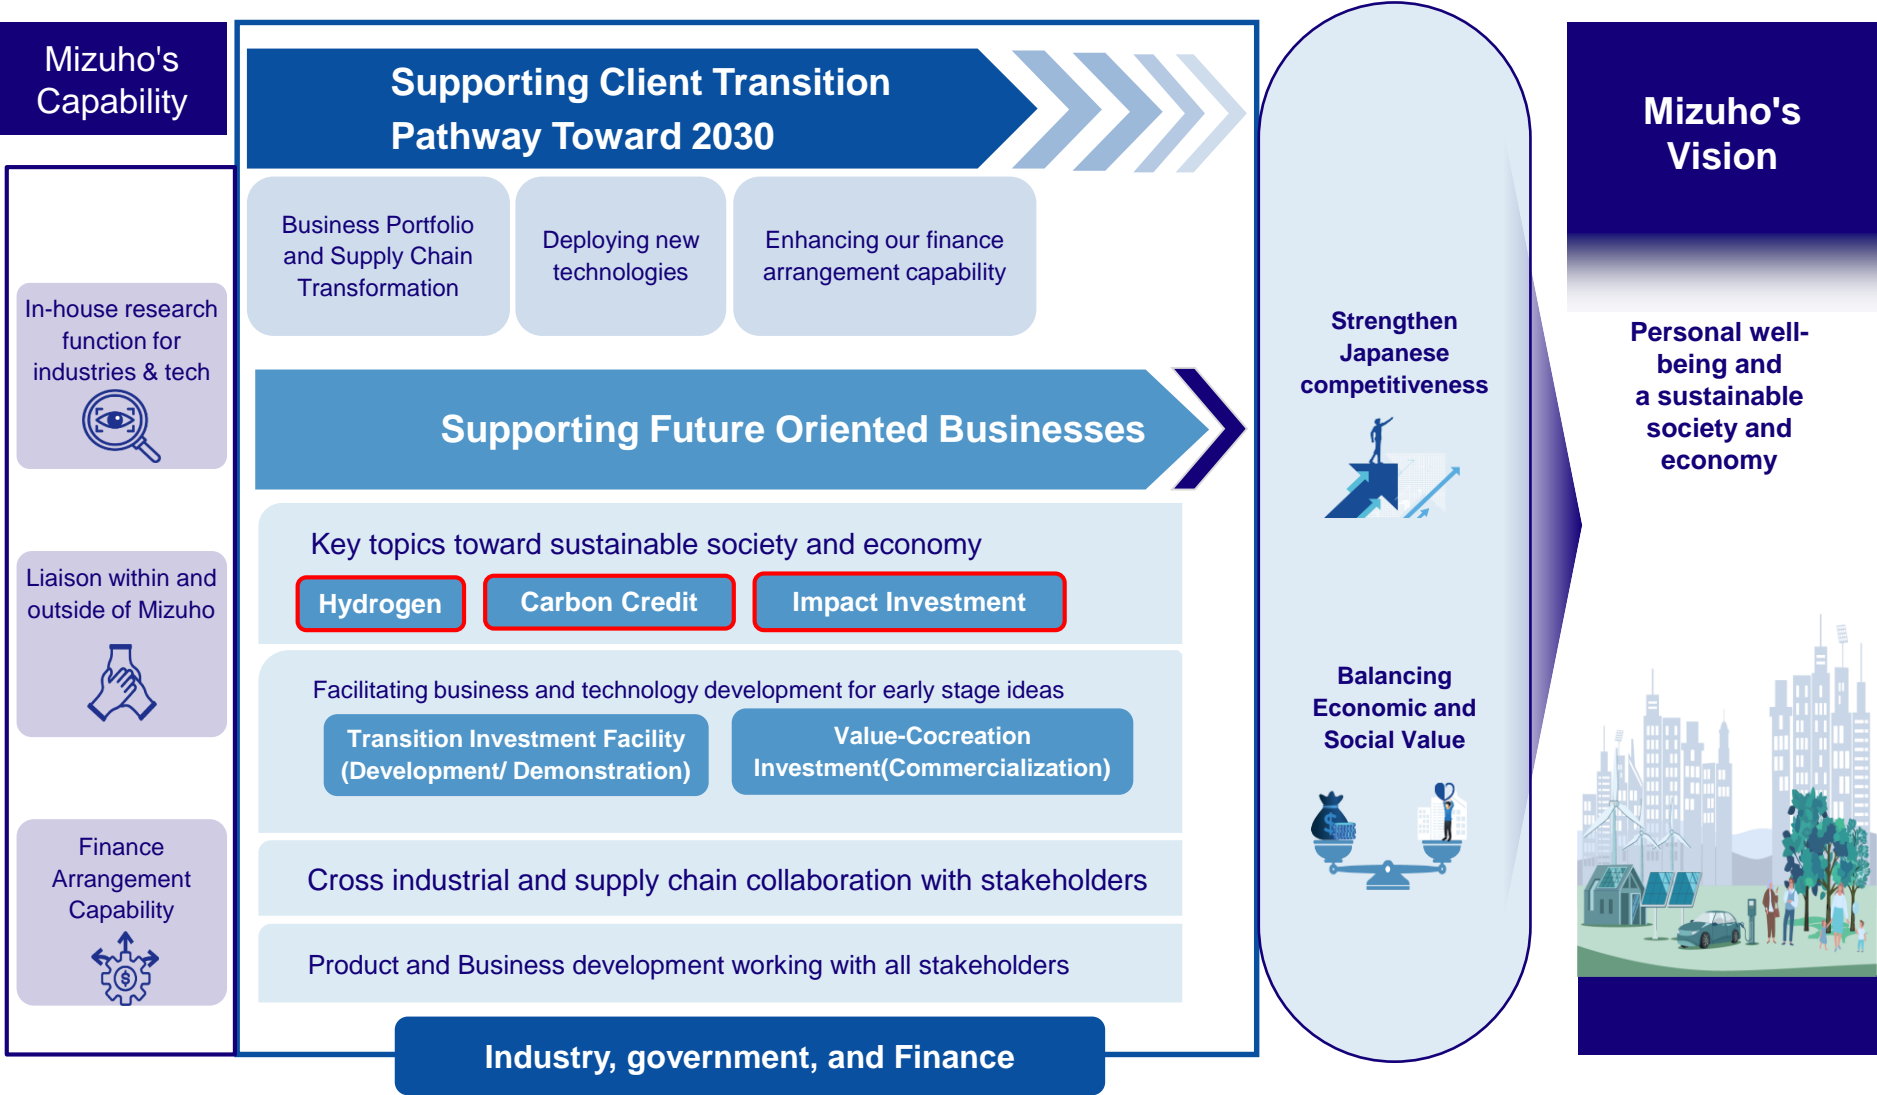 Mizuho's
Capability
In-house research
function for
industries & tech
Liaison within and
outside of Mizuho
Finance
Arrangement
Capability
$
Supporting Client Transition
Pathway Toward 2030
Business Portfolio
and Supply Chain
Transformation
Deploying new
technologies
Enhancing our finance
arrangement capability
Supporting Future Oriented Businesses
Key topics toward sustainable society and economy
Hydrogen
Carbon Credit
Impact Investment
Facilitating business and technology development for early stage ideas
Transition Investment Facility
(Development/ Demonstration)
Value-Cocreation
Investment(Commercialization)
Cross industrial and supply chain collaboration with stakeholders
Product and Business development working with all stakeholders
Industry, government, and Finance
Strengthen
Japanese
competitiveness
Balancing
Economic and
Social Value
$
Mizuho's
Vision
Personal well-
being and
a sustainable
society and
economy